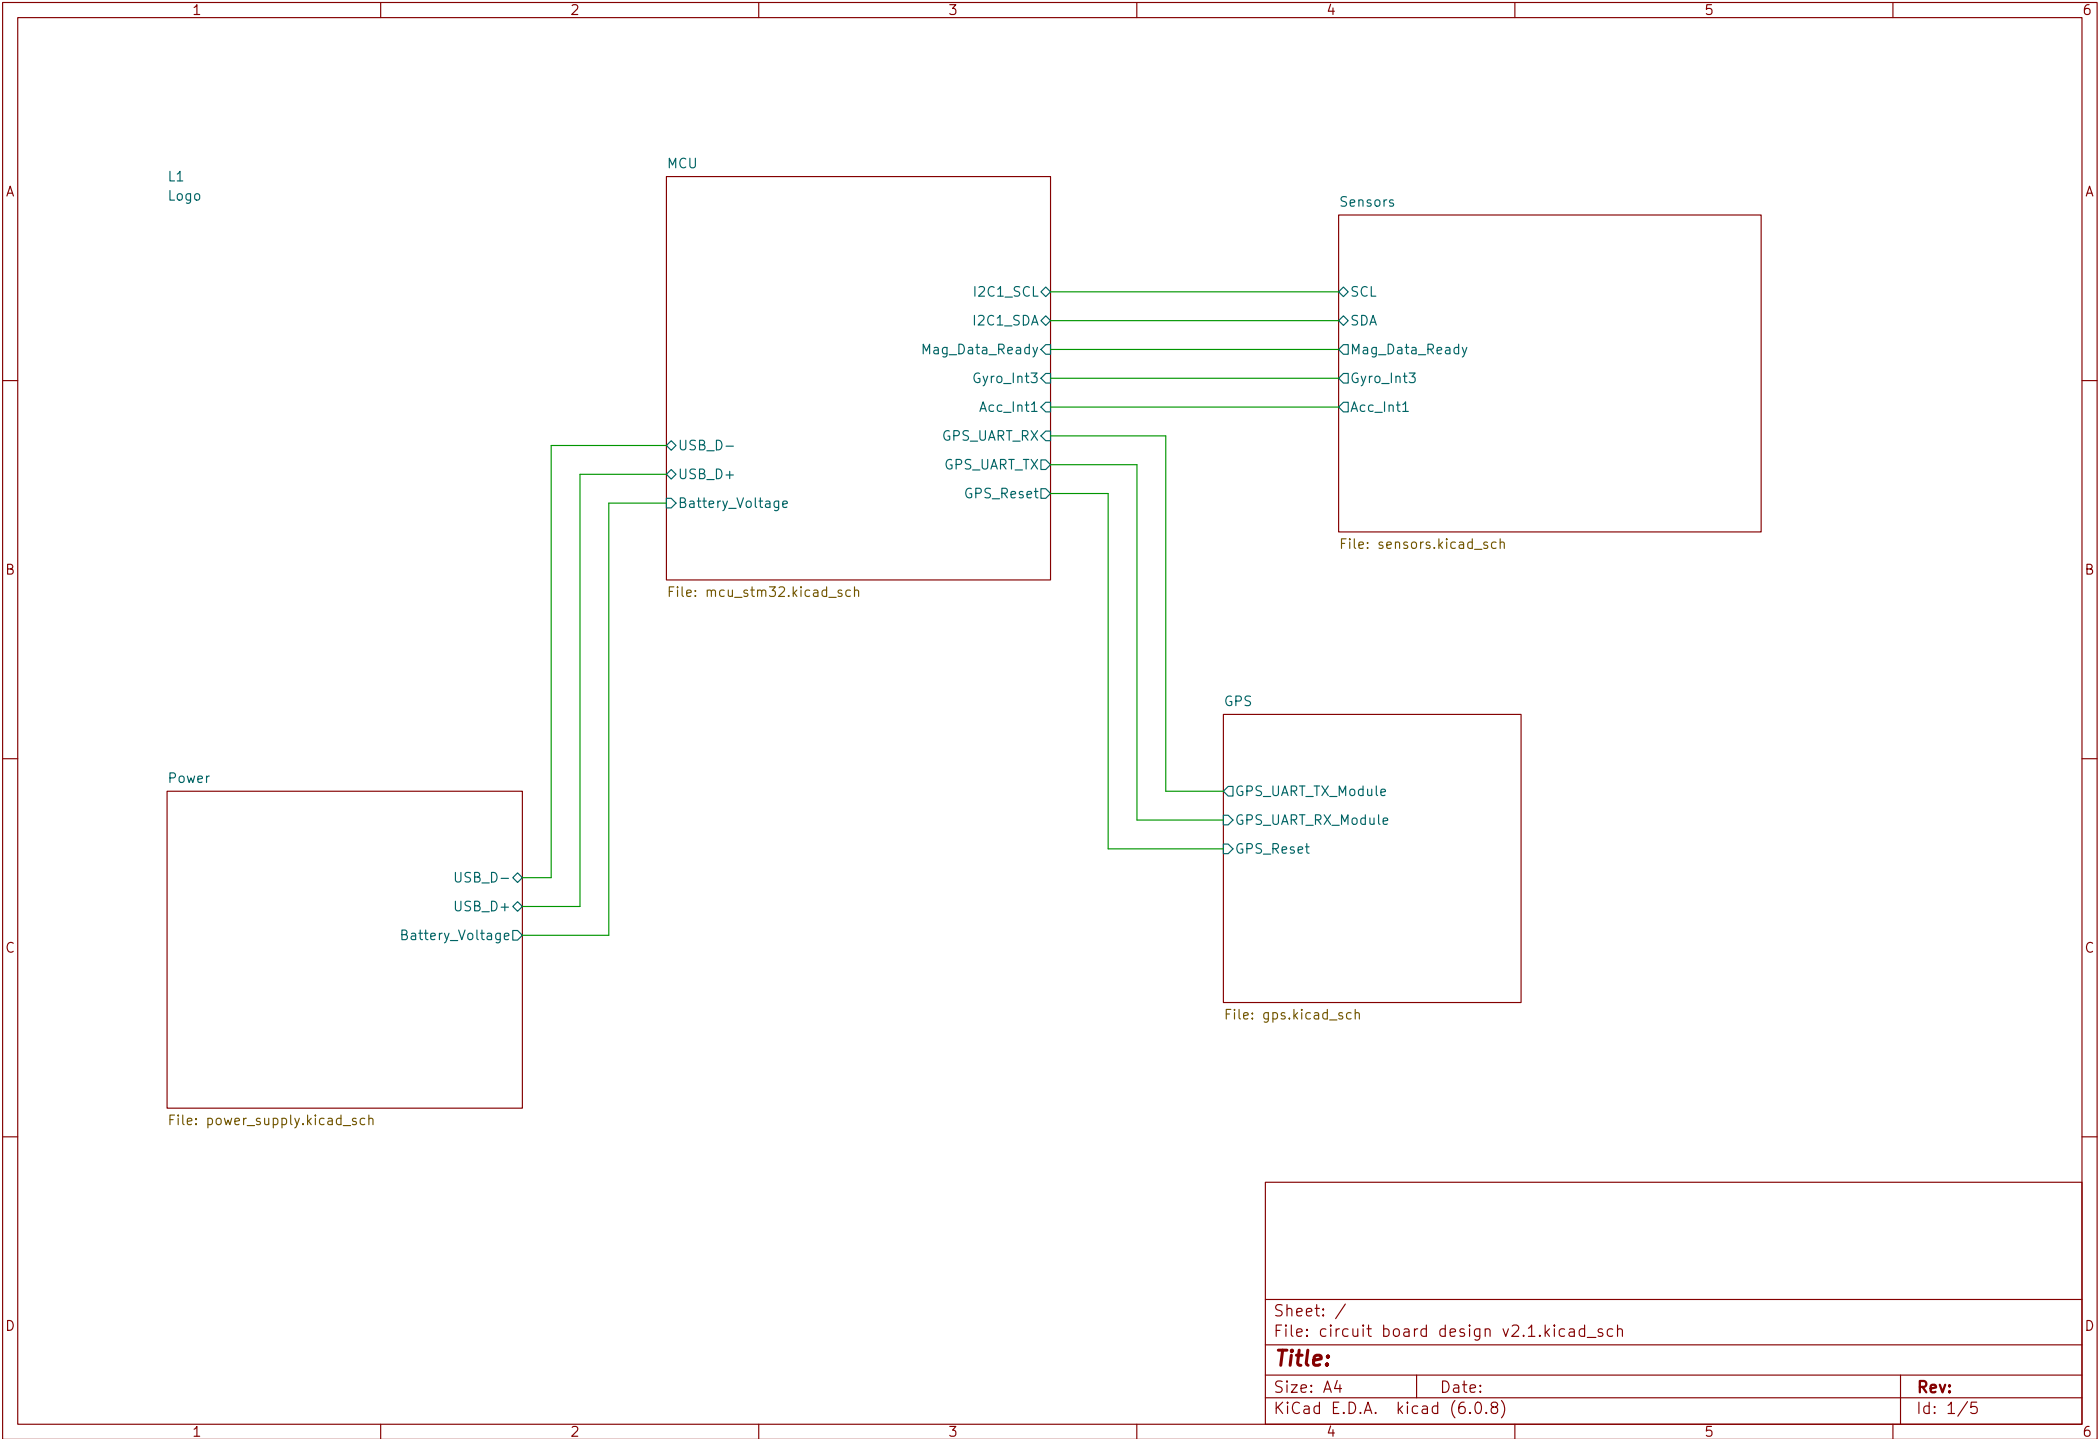 1 2 3 4 5 6
A A
B B
C C
D D
L1
Logo
MCU
I2C1_SCL
I2C1_SDA
Mag_Data_Ready
Gyro_Int3
Acc_Int1
GPS_UART_RX
GPS_UART_TX
GPS_Reset
USB_D-
USB_D+
Battery_Voltage
File: mcu_stm32.kicad_sch
Sensors
SCL
SDA
Mag_Data_Ready
Gyro_Int3
Acc_Int1
File: sensors.kicad_sch
GPS
GPS_UART_TX_Module
GPS_UART_RX_Module
GPS_Reset
File: gps.kicad_sch
Power
USB_D-
USB_D+
Battery_Voltage
File: power_supply.kicad_sch
Sheet: /
File: circuit board design v2.1.kicad_sch
Title:
Size: A4 Date: Rev:
KiCad E.D.A. kicad (6.0.8) Id: 1/5
1 2 3 4 5 6